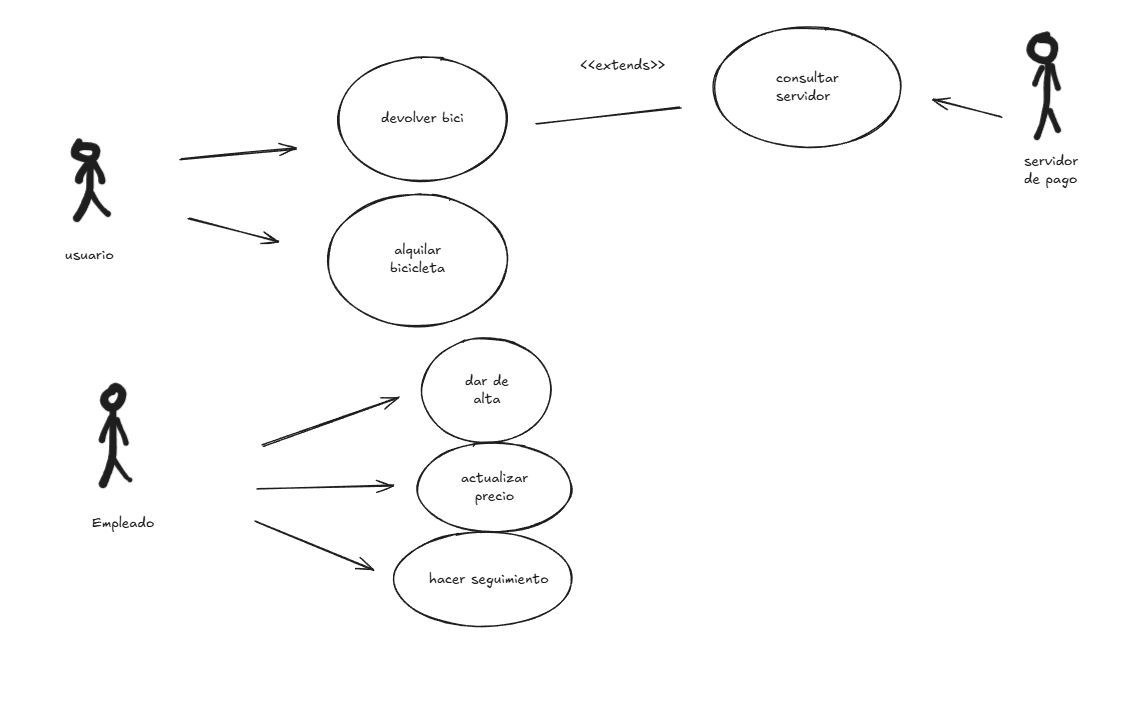 <<extends>>
consultar
servidor
devolver bici
servidor
de pago
usuario
alquilar
bicicleta
dar de
alta
actualizar
precio
Empleado
hacer seguimiento